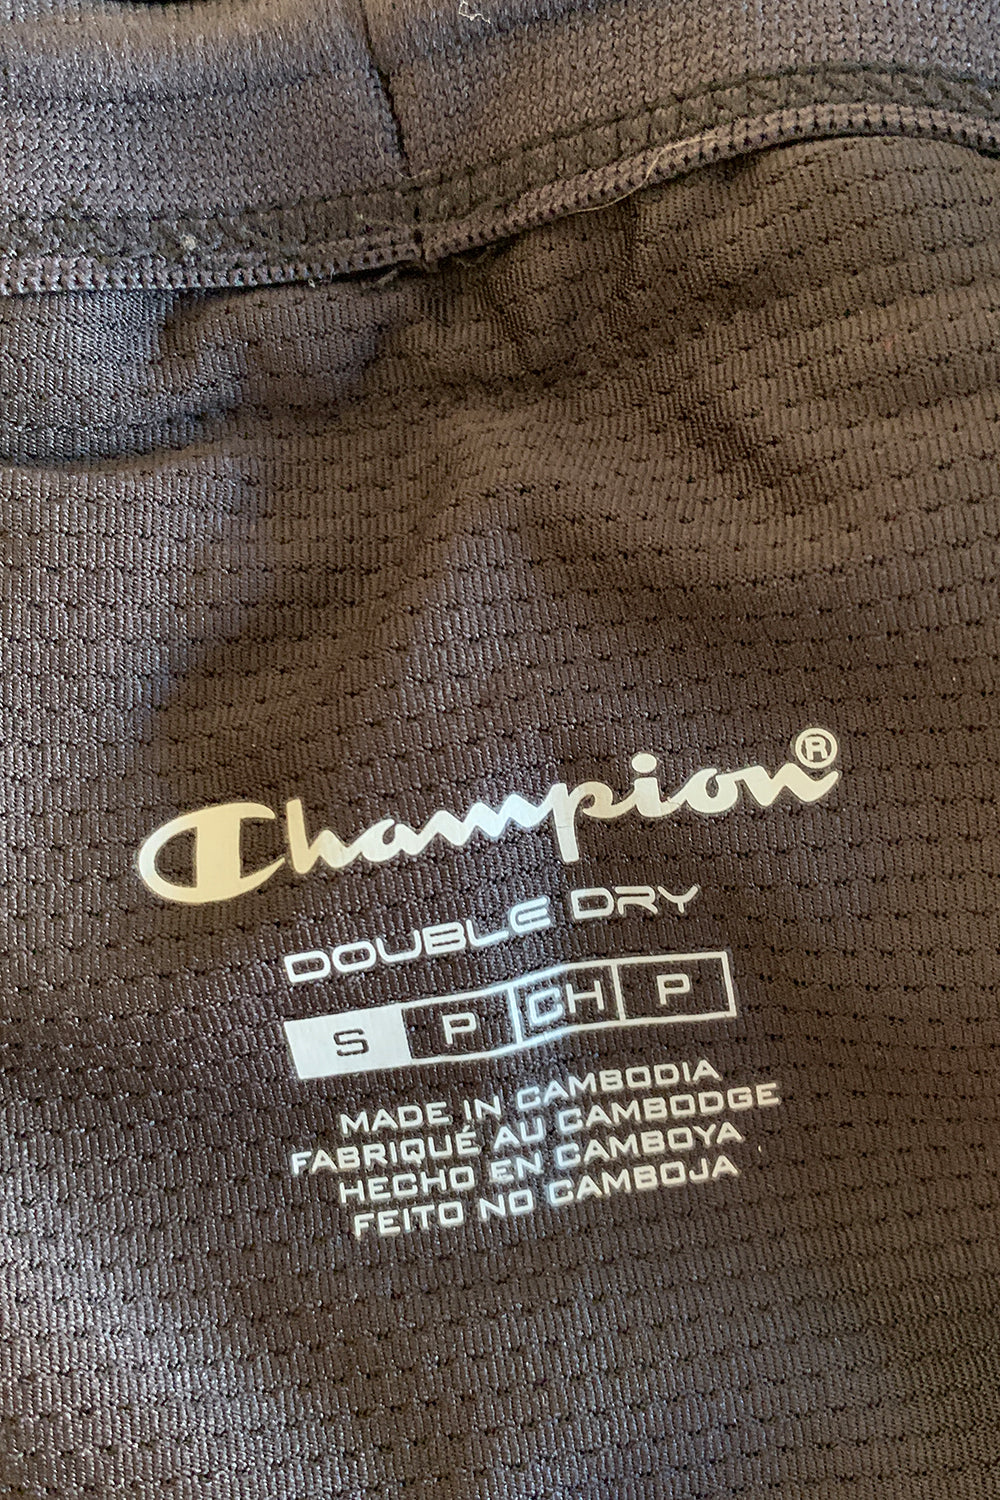 Champion®
DOUBLE DRY
S P CH P
MADE IN CAMBODIA
FABRIQUÉ AU CAMBODGE
HECHO EN CAMBOYA
FEITO NO CAMBOJA